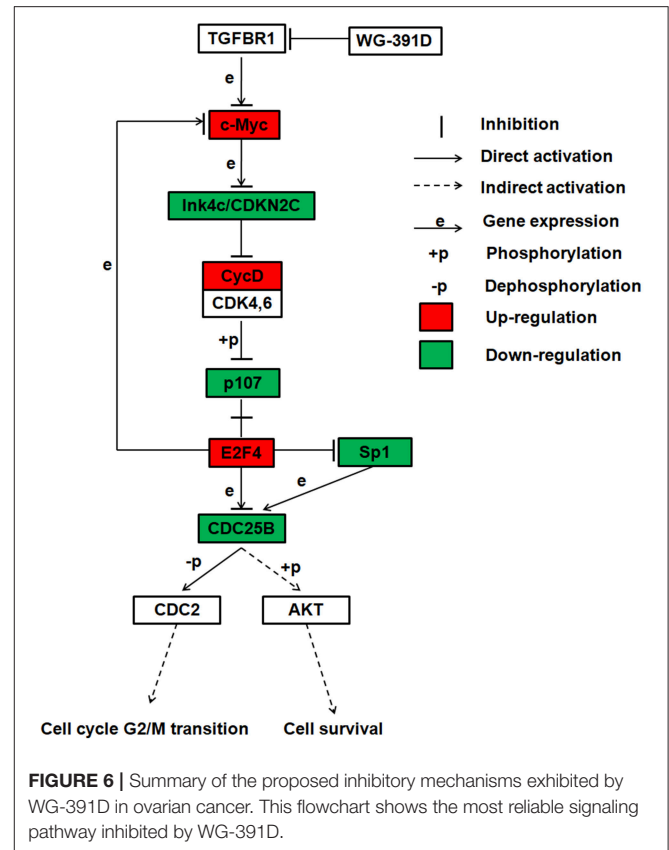 TGFBR1
WG-391D
e
c-Myc
e
Ink4c/CDKN2C
e
CycD
CDK4,6
+p
p107
E2F4
Sp1
e
e
CDC25B
-p
+p
CDC2
AKT
Cell cycle G2/M transition
Cell survival
Inhibition
Direct activation
Indirect activation
e
Gene expression
+p
Phosphorylation
-p
Dephosphorylation
Up-regulation
Down-regulation
FIGURE 6 | Summary of the proposed inhibitory mechanisms exhibited by
WG-391D in ovarian cancer. This flowchart shows the most reliable signaling
pathway inhibited by WG-391D.